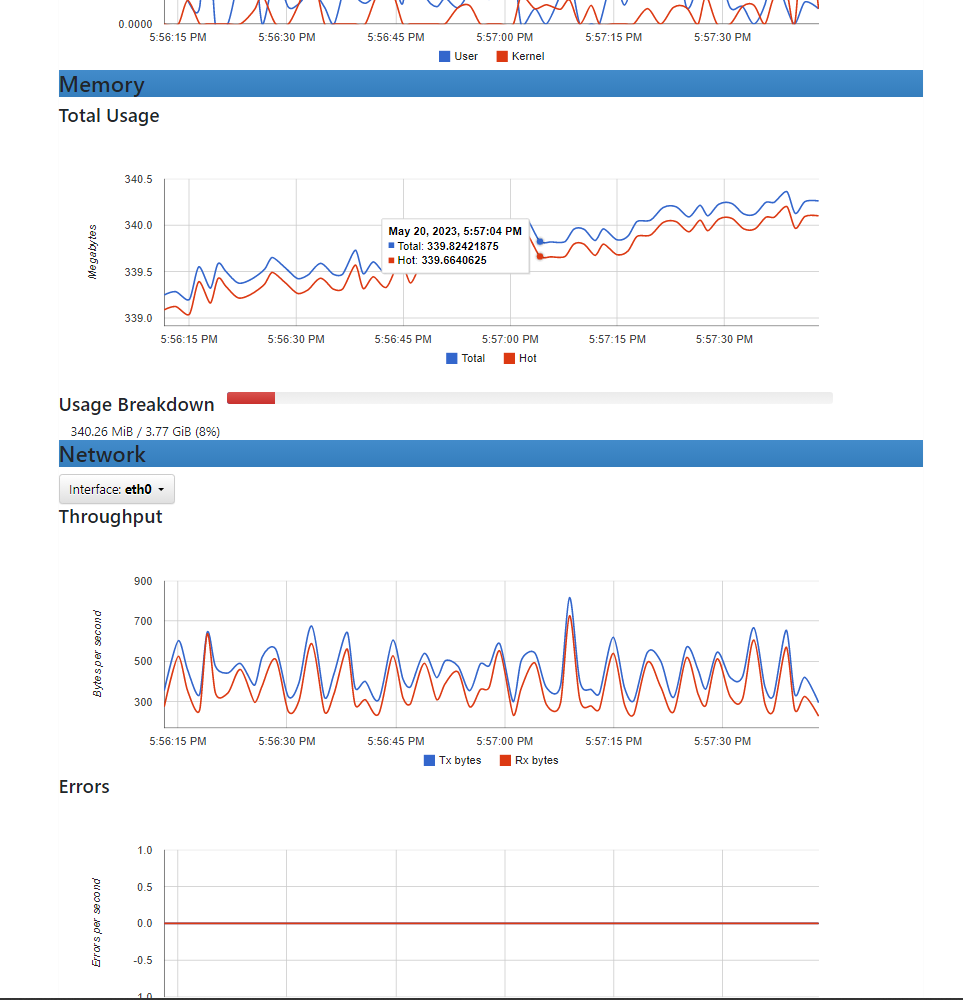 0.0000
5:56:15 PM 5:56:30 PM 5:56:45 PM 5:57:00 PM 5:57:15 PM 5:57:30 PM
User Kernel
Memory
Total Usage
340.5
340.0
339.5
339.0
Megabytes
May 20, 2023, 5:57:04 PM
Total: 339.82421875
Hot: 339.6640625
5:56:15 PM 5:56:30 PM 5:56:45 PM 5:57:00 PM 5:57:15 PM 5:57:30 PM
Total Hot
Usage Breakdown
340.26 MiB / 3.77 GiB (8%)
Network
Interface: eth0
Throughput
900
700
500
300
Bytes per second
5:56:15 PM 5:56:30 PM 5:56:45 PM 5:57:00 PM 5:57:15 PM 5:57:30 PM
Tx bytes Rx bytes
Errors
1.0
0.5
0.0
-0.5
Errors per second